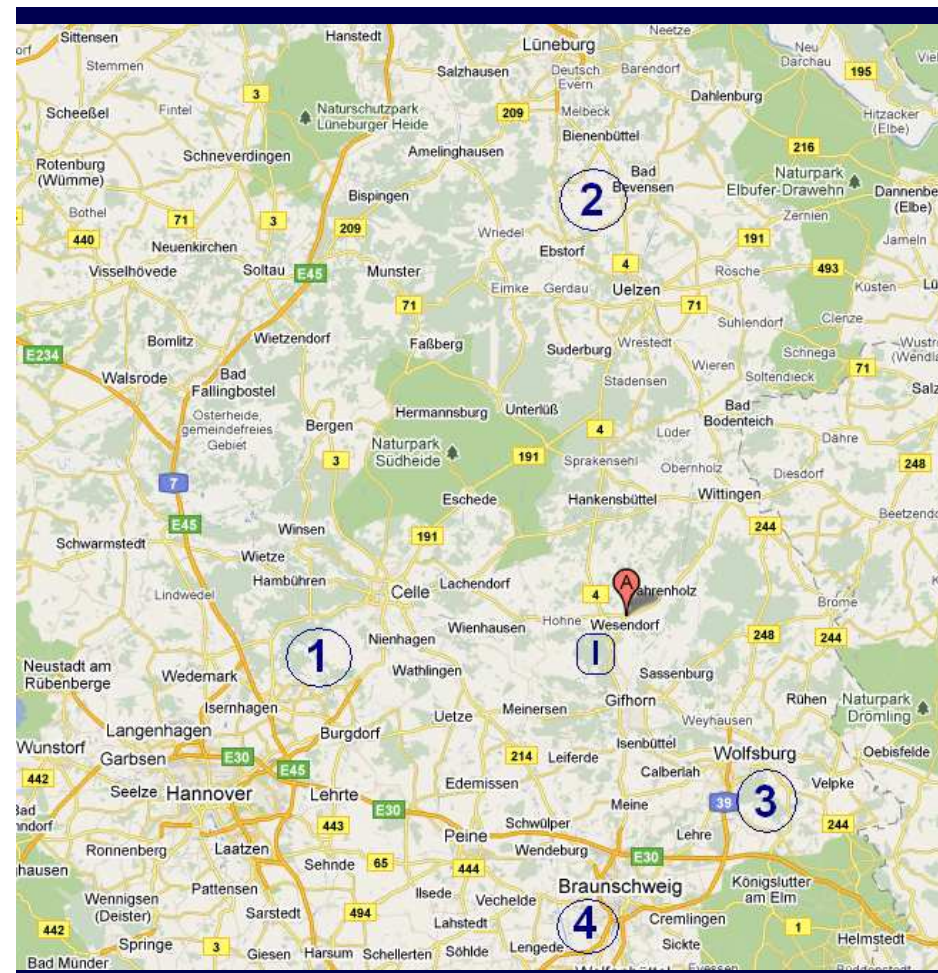 Sittensen
Hanstedt
Neetze
Lüneburg
Neu
Darchau
Stemmen
Salzhausen
Deutsch
Evern
Barendorf
195
3
Dahlenburg
Scheeßel
Fintel
Naturschutzpark
Lüneburger Heide
209
Melbeck
Hitzacker
(Elbe)
Bienenbüttel
216
Rotenburg
(Wümme)
Schneverdingen
Amelinghausen
Bad
Bevensen
Naturpark
Elbufer-Drawehn
Dannenbe
(Elbe)
Bispingen
2
Bothel
71
3
209
Wriedel
Zernien
440
Neuenkirchen
Ebstorf
191
Jameln
Visselhövede
Soltau
E45
Munster
4
Rosche
493
Eimke
Gerdau
Uelzen
Küsten
Lü
71
71
Suhlendorf
Clenze
Bomlitz
Wietzendorf
Faßberg
Suderburg
Wrestedt
E234
Schnega
Wustr
(Wendla
Walsrode
Bad
Fallingbostel
Wieren
Soltendieck
71
Stadensen
Salz
Osterheide,
gemeindefreies
Gebiet
Bergen
Hermannsburg
Unterlüß
Bad
Bodenteich
4
Lüder
Dähre
Naturpark
Südheide
3
191
Sprakensehl
Obernholz
Diesdorf
248
7
Eschede
Hankensbüttel
Wittingen
E45
Winsen
191
244
Beetzend
Schwarmstedt
Wietze
Hambühren
Celle
Lachendorf
A
4
ahrenholz
Lindwedel
Brome
Nienhagen
Wienhausen
Hohne
Wesendorf
248
244
1
I
Neustadt am
Rübenberge
Wedemark
Wathlingen
Sassenburg
Isernhagen
Gifhorn
Rühen
Naturpark
Drömling
Langenhagen
Burgdorf
Uetze
Meinersen
Weyhausen
Wunstorf
Garbsen
E30
Isenbüttel
Wolfsburg
Oebisfelde
442
E45
214
Leiferde
Calberlah
Velpke
Seelze
Hannover
Lehrte
Edemissen
Meine
39
3
E30
443
Schwülper
Lehre
244
Ronnenberg
Laatzen
Peine
Wendeburg
E30
Sehnde
65
444
Braunschweig
Königslutter
am Elm
Wennigsen
(Deister)
Pattensen
Ilsede
Vechelde
Sarstedt
494
Lahstedt
4
Cremlingen
1
442
Helmstedt
Springe
3
Giesen
Harsum
Schellerten
Söhlde
Lengede
Sickte
Bad Münder